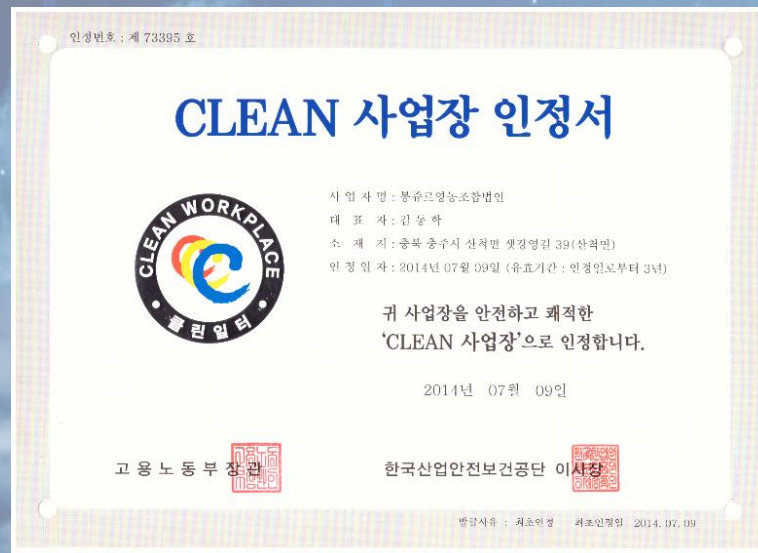 인정번호 : 제 73395 호
CLEAN 사업장 인정서
CLEAN WORKPLACE
클린일터
사 업 자 명 : 봉쥬르영농조합법인
대 표 자 : 김동학
소 재 지 : 충북 충주시 산척면 샛강영길 39(산척면)
인 정 일 자 : 2014년 07월 09일 (유효기간 : 인정일로부터 3년)
귀 사업장을 안전하고 쾌적한
‘CLEAN 사업장’으로 인정합니다.
2014년 07월 09일
고 용 노 동 부 장 관
한국산업안전보건공단 이사장
발급사유 : 최초인정 최초인정일 2014.07.09